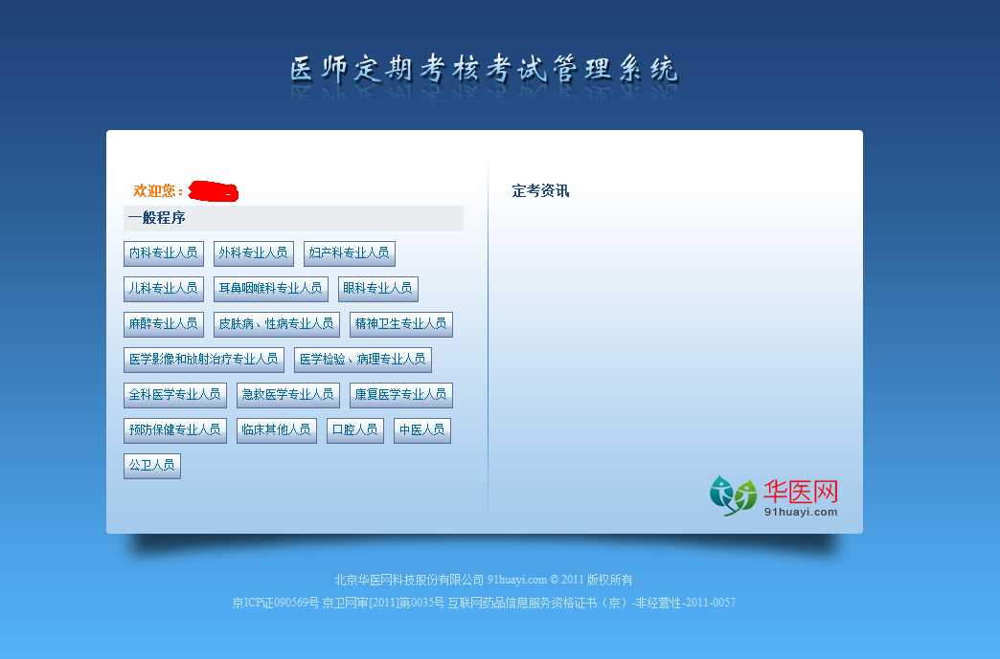 医师定期考核考试管理系统
欢迎您：
一般程序
内科专业人员 外科专业人员 妇产科专业人员
儿科专业人员 耳鼻咽喉科专业人员 眼科专业人员
麻醉专业人员 皮肤病、性病专业人员 精神卫生专业人员
医学影像和放射治疗专业人员 医学检验、病理专业人员
全科医学专业人员 急救医学专业人员 康复医学专业人员
预防保健专业人员 临床其他人员 口腔人员 中医人员
公卫人员
定考资讯
华医网
91huayi.com
北京华医网科技股份有限公司 91huayi.com © 2011 版权所有
京ICP证090569号 京卫网审[2011]第0035号 互联网药品信息服务资格证书（京）-非经营性-2011-0057